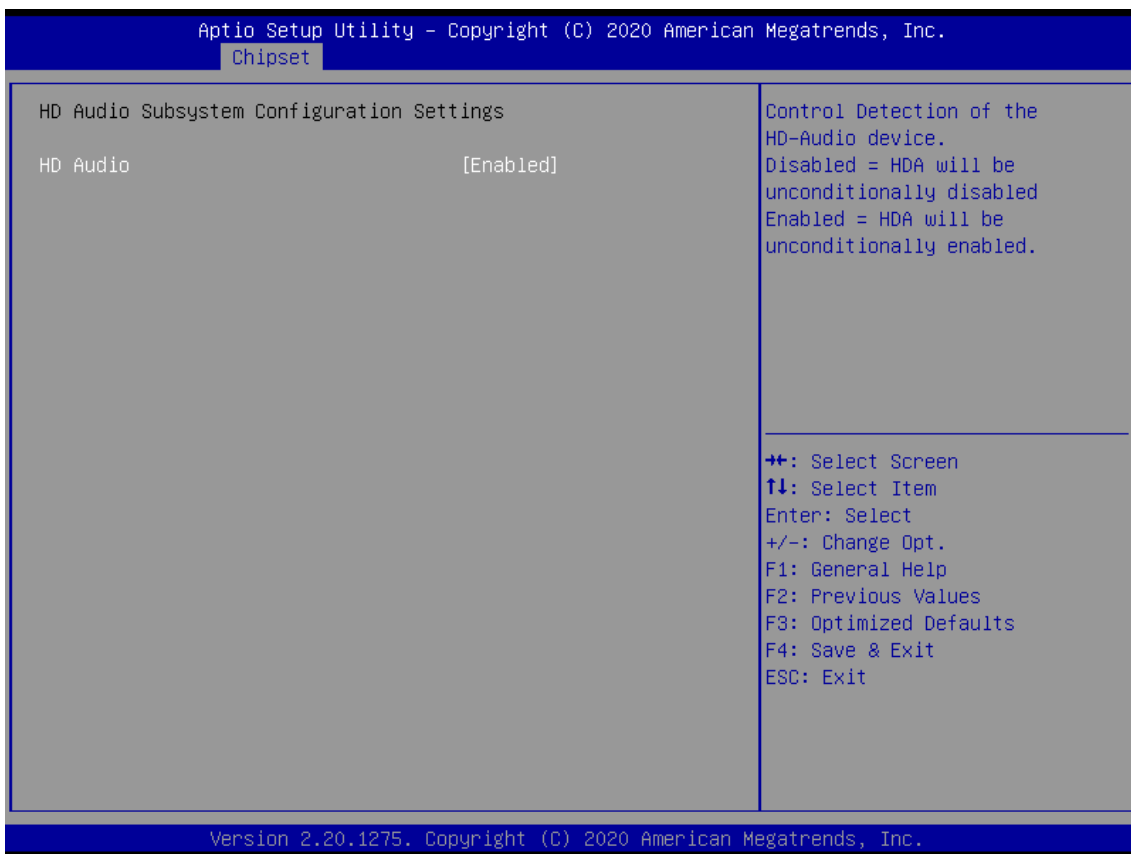 Aptio Setup Utility – Copyright (C) 2020 American Megatrends, Inc.
Chipset
HD Audio Subsystem Configuration Settings
HD Audio [Enabled]
Control Detection of the
HD-Audio device.
Disabled = HDA will be
unconditionally disabled
Enabled = HDA will be
unconditionally enabled.
→←: Select Screen
↑↓: Select Item
Enter: Select
+/-: Change Opt.
F1: General Help
F2: Previous Values
F3: Optimized Defaults
F4: Save & Exit
ESC: Exit
Version 2.20.1275. Copyright (C) 2020 American Megatrends, Inc.